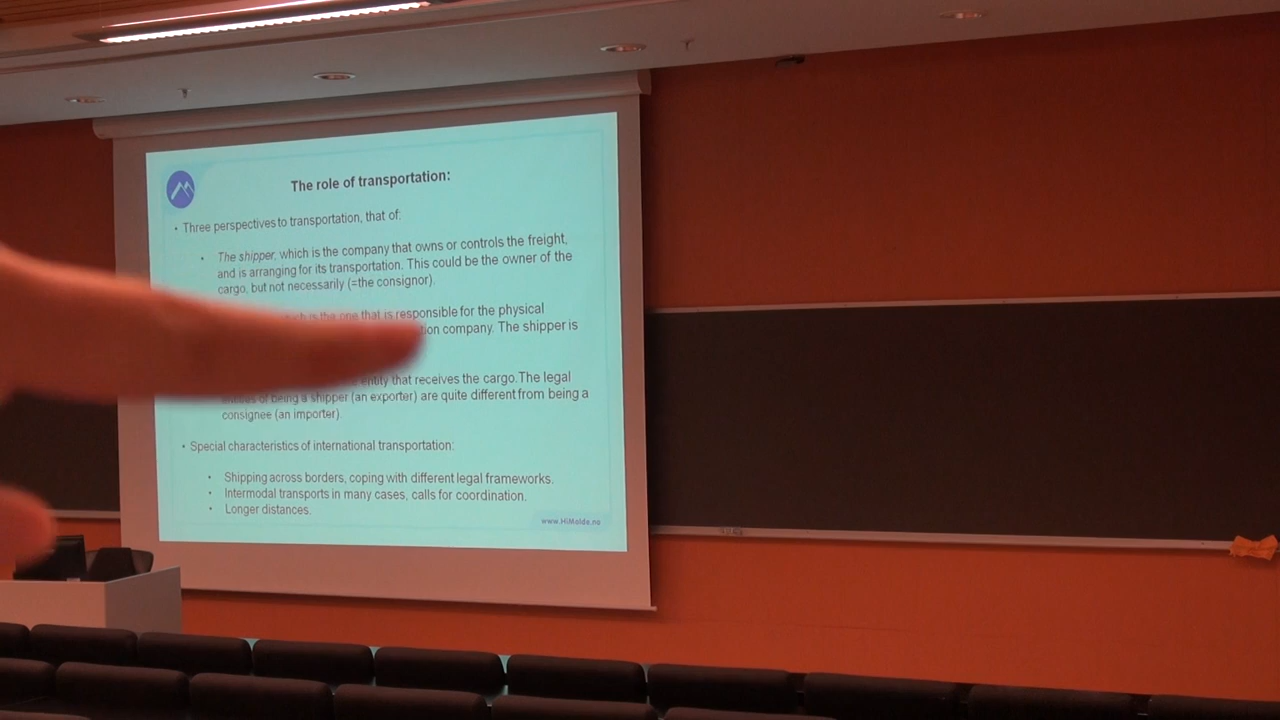 The role of transportation:
• Three perspectives to transportation, that of:
• The shipper, which is the company that owns or controls the freight,
and is arranging for its transportation. This could be the owner of the
cargo, but not necessarily (=the consignor).
is the one that is responsible for the physical
company. The shipper is
entity that receives the cargo.The legal
of being a shipper (an exporter) are quite different from being a
consignee (an importer).
• Special characteristics of international transportation:
• Shipping across borders, coping with different legal frameworks.
• Intermodal transports in many cases, calls for coordination.
• Longer distances.
www.HiMolde.no